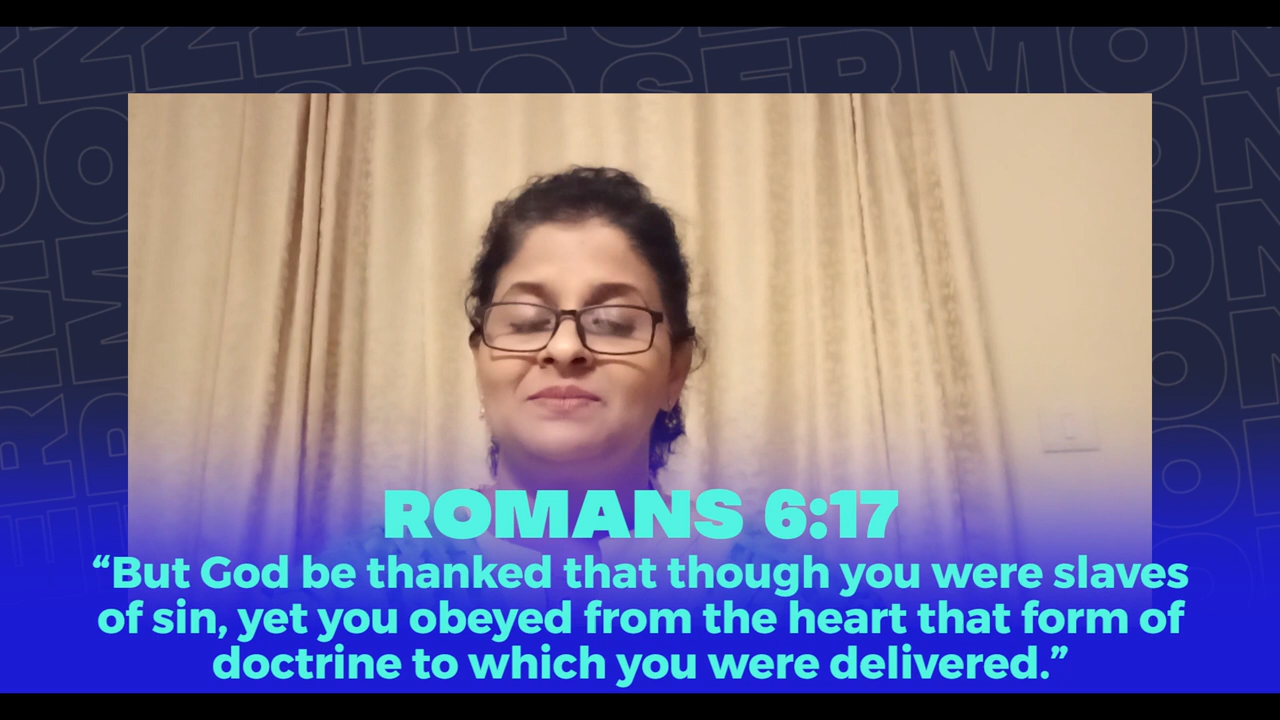 SERMON
ROMANS 6:17
“But God be thanked that though you were slaves
of sin, yet you obeyed from the heart that form of
doctrine to which you were delivered.”